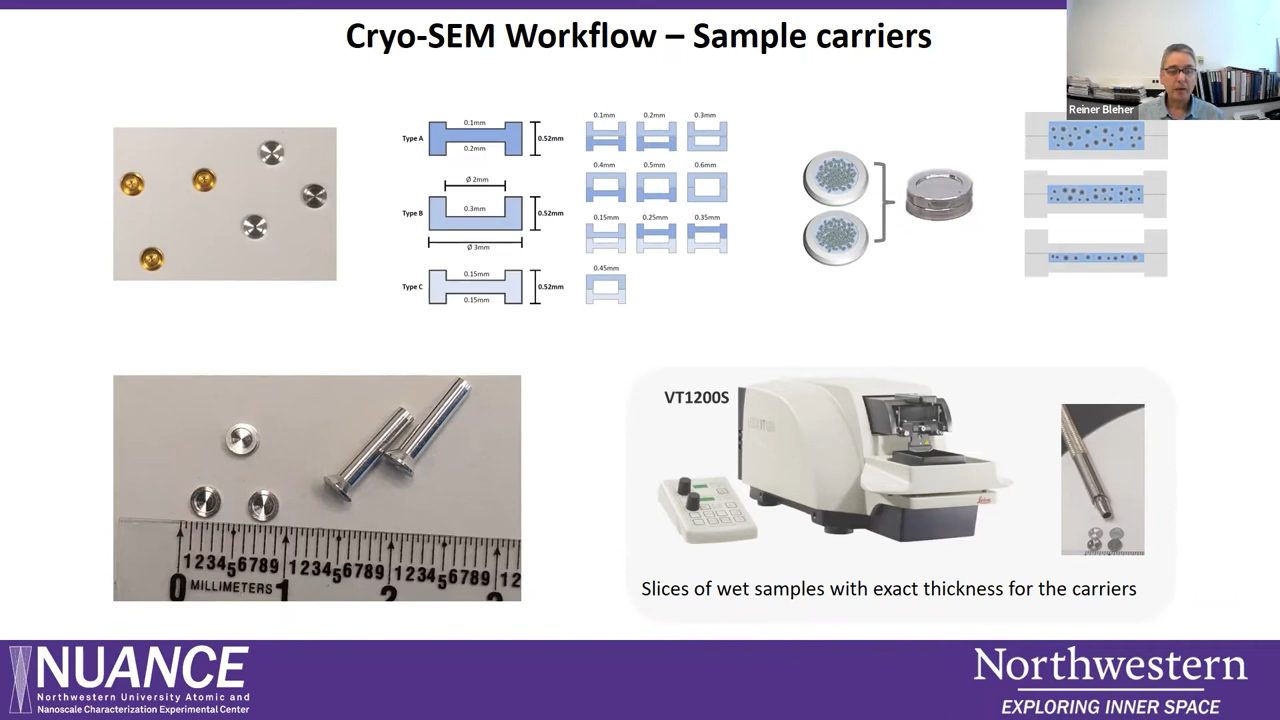 Cryo-SEM Workflow – Sample carriers
Reiner Bleher
Type A
0.1mm
0.2mm
0.52mm
Ø 2mm
Type B
0.3mm
0.52mm
Ø 3mm
Type C
0.15mm
0.15mm
0.52mm
0.1mm 0.2mm 0.3mm
0.4mm 0.5mm 0.6mm
0.15mm 0.25mm 0.35mm
0.45mm
1 2 3 4 5 6 7 8 9 1 2 3 4 5 6 7 8 9 1 2 3 4 5 6 7 8 9 1 2
0 MILLIMETERS 1 2 3
VT1200S
Leica
Slices of wet samples with exact thickness for the carriers
NUANCE
Northwestern University Atomic and
Nanoscale Characterization Experimental Center
Northwestern
EXPLORING INNER SPACE